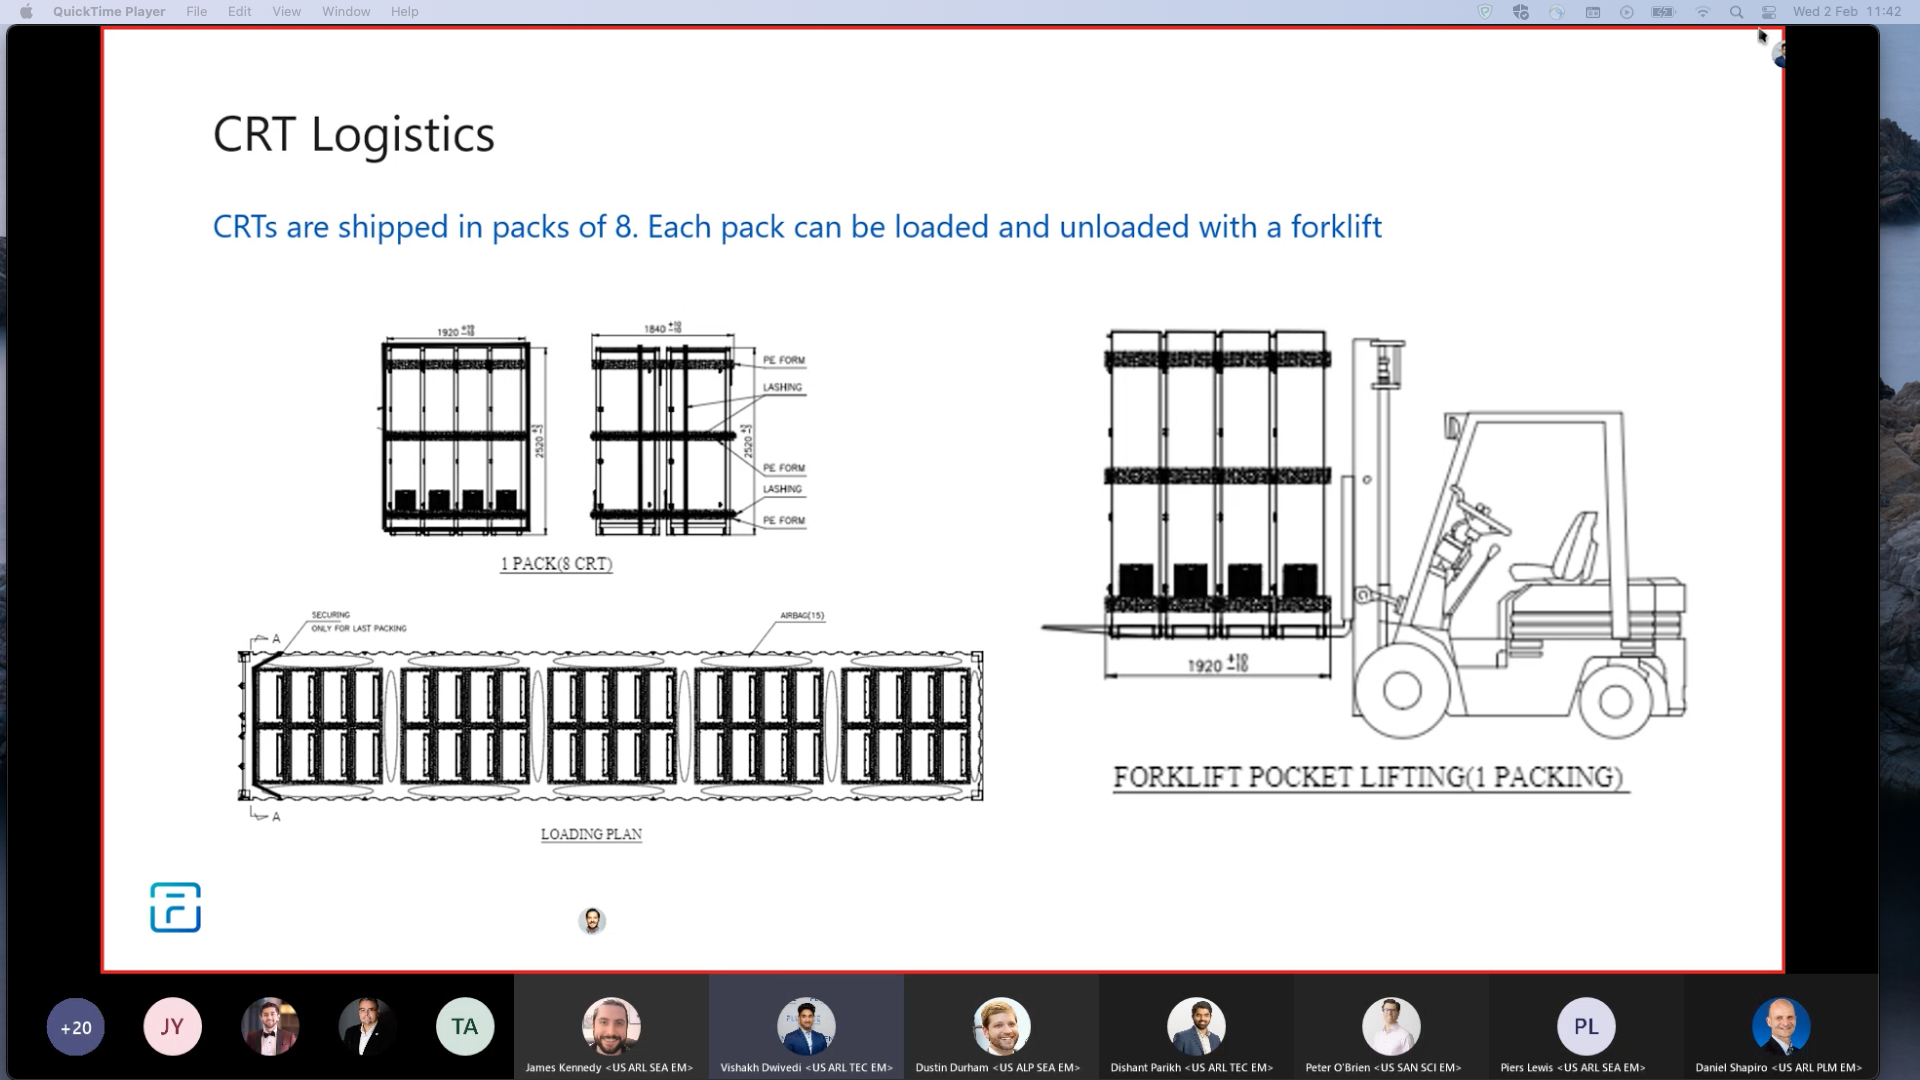 QuickTime Player File Edit View Window Help Wed 2 Feb 11:42
CRT Logistics
CRTs are shipped in packs of 8. Each pack can be loaded and unloaded with a forklift
1920 +10 -10
1840 +10 -10
PE FORM
LASHING
2520
2520
PE FORM
LASHING
PE FORM
1 PACK(8 CRT)
1920 +10 -10
FORKLIFT POCKET LIFTING(1 PACKING)
SECURING
ONLY FOR LAST PACKING
AIRBAG(15)
A
A
LOADING PLAN
+20
JY
TA
PL
James Kennedy <US ARL SEA EM>
Vishakh Dwivedi <US ARL TEC EM>
Dustin Durham <US ALP SEA EM>
Dishant Parikh <US ARL TEC EM>
Peter O'Brien <US SAN SCI EM>
Piers Lewis <US ARL SEA EM>
Daniel Shapiro <US ARL PLM EM>